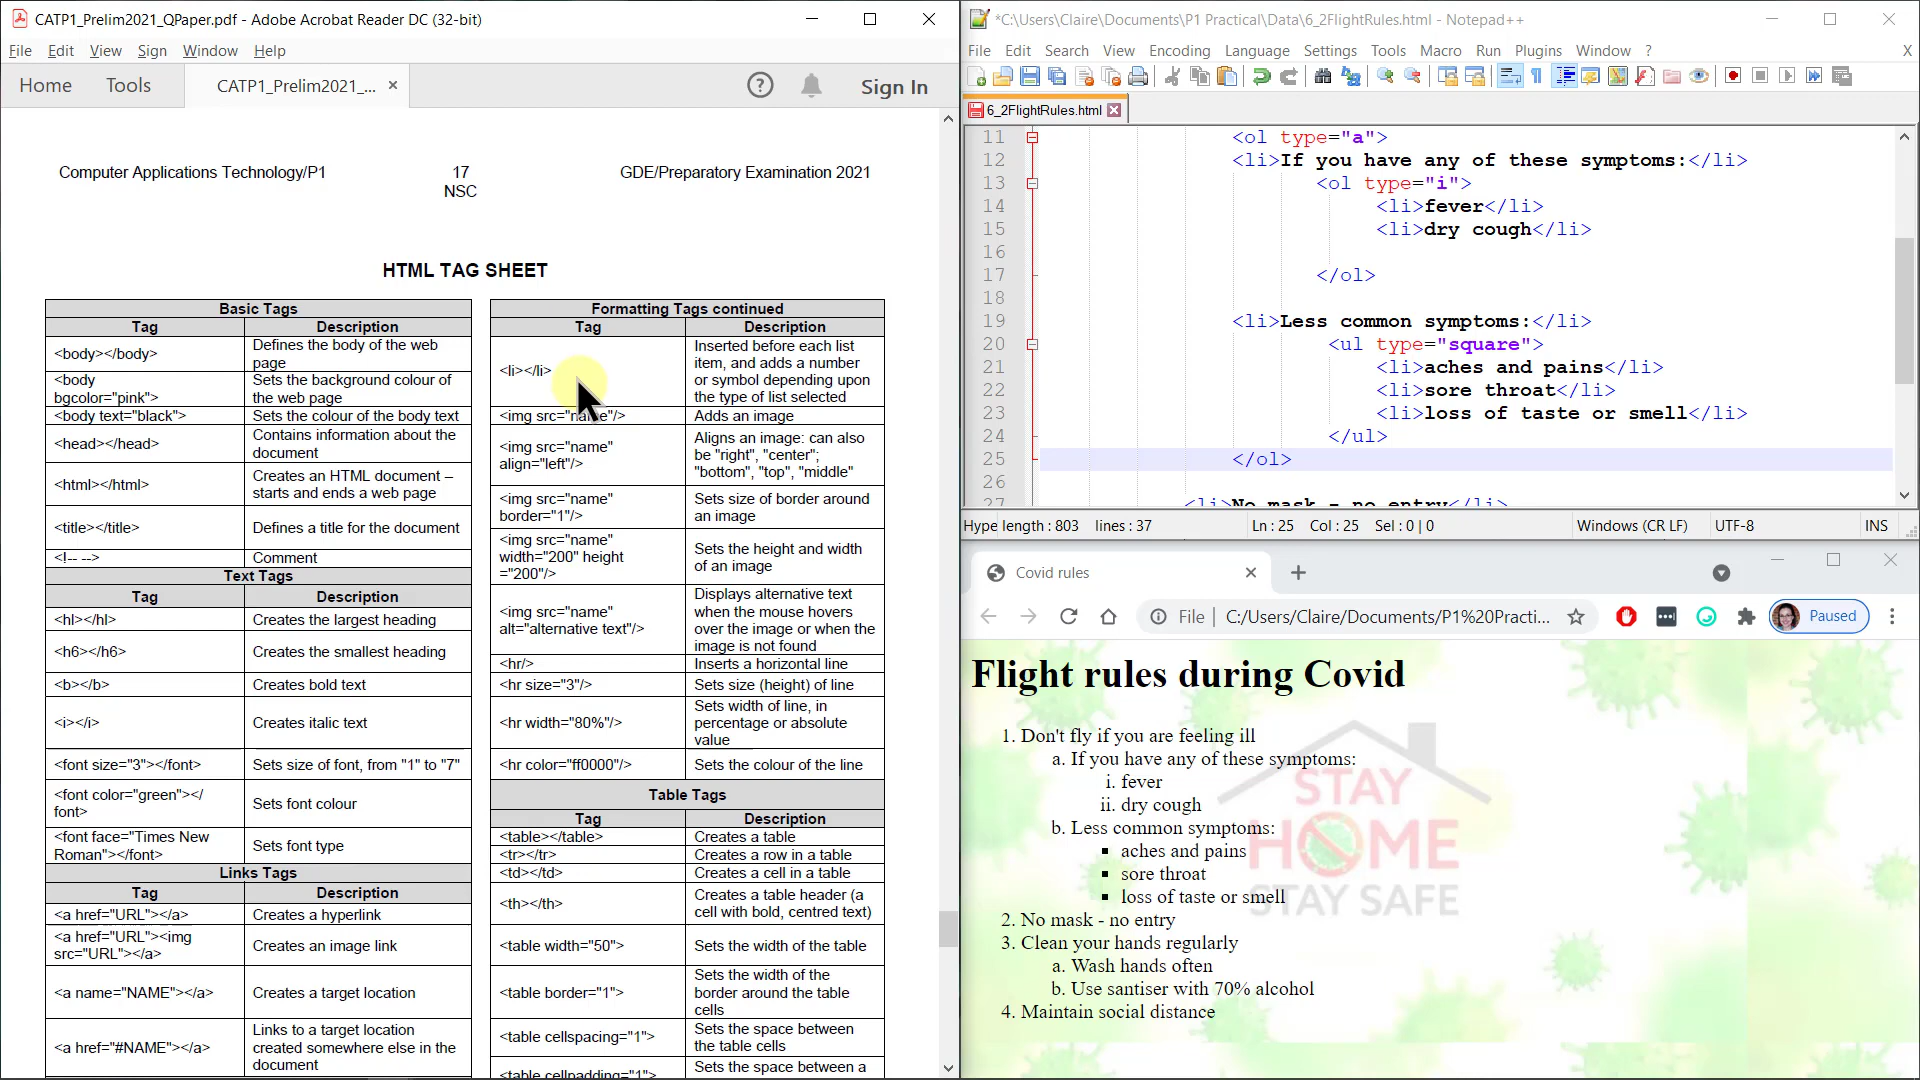 CATP1_Prelim2021_QPaper.pdf - Adobe Acrobat Reader DC (32-bit)
File Edit View Sign Window Help
Home Tools CATP1_Prelim2021_... × Sign In
Computer Applications Technology/P1 17 GDE/Preparatory Examination 2021
NSC
HTML TAG SHEET
Basic Tags
Tag Description
<body></body> Defines the body of the web
page
<body
bgcolor="pink"> Sets the background colour of
the web page
<body text="black"> Sets the colour of the body text
<head></head> Contains information about the
document
<html></html> Creates an HTML document –
starts and ends a web page
<title></title> Defines a title for the document
<!-- --> Comment
Text Tags
Tag Description
<hl></hl> Creates the largest heading
<h6></h6> Creates the smallest heading
<b></b> Creates bold text
<i></i> Creates italic text
<font size="3"></font> Sets size of font, from "1" to "7"
<font color="green"></
font> Sets font colour
<font face="Times New
Roman"></font> Sets font type
Links Tags
Tag Description
<a href="URL"></a> Creates a hyperlink
<a href="URL"><img
src="URL"></a> Creates an image link
<a name="NAME"></a> Creates a target location
<a href="#NAME"></a> Links to a target location
created somewhere else in the
document
Formatting Tags continued
Tag Description
<li></li> Inserted before each list
item, and adds a number
or symbol depending upon
the type of list selected
<img src="name"/> Adds an image
<img src="name"
align="left"/> Aligns an image: can also
be "right", "center";
"bottom", "top", "middle"
<img src="name"
border="1"/> Sets size of border around
an image
<img src="name"
width="200" height
="200"/> Sets the height and width
of an image
<img src="name"
alt="alternative text"/> Displays alternative text
when the mouse hovers
over the image or when the
image is not found
<hr/> Inserts a horizontal line
<hr size="3"/> Sets size (height) of line
<hr width="80%"/> Sets width of line, in
percentage or absolute
value
<hr color="ff0000"/> Sets the colour of the line
Table Tags
Tag Description
<table></table> Creates a table
<tr></tr> Creates a row in a table
<td></td> Creates a cell in a table
<th></th> Creates a table header (a
cell with bold, centred text)
<table width="50"> Sets the width of the table
<table border="1"> Sets the width of the
border around the table
cells
<table cellspacing="1"> Sets the space between
the table cells
<table cellpadding="1"> Sets the space between a
*C:\Users\Claire\Documents\P1 Practical\Data\6_2FlightRules.html - Notepad++
File Edit Search View Encoding Language Settings Tools Macro Run Plugins Window ? X
6_2FlightRules.html
11 <ol type="a">
12 <li>If you have any of these symptoms:</li>
13 <ol type="i">
14 <li>fever</li>
15 <li>dry cough</li>
16
17 </ol>
18
19 <li>Less common symptoms:</li>
20 <ul type="square">
21 <li>aches and pains</li>
22 <li>sore throat</li>
23 <li>loss of taste or smell</li>
24 </ul>
25 </ol>
26
27 <li>No mask - no entry</li>
Hype length : 803 lines : 37 Ln : 25 Col : 25 Sel : 0 | 0 Windows (CR LF) UTF-8 INS
Covid rules
File C:/Users/Claire/Documents/P1%20Practi... Paused
Flight rules during Covid
1. Don't fly if you are feeling ill
a. If you have any of these symptoms:
i. fever
ii. dry cough
b. Less common symptoms:
▪ aches and pains
▪ sore throat
▪ loss of taste or smell
2. No mask - no entry
3. Clean your hands regularly
a. Wash hands often
b. Use santiser with 70% alcohol
4. Maintain social distance
STAY
HOME
STAY SAFE